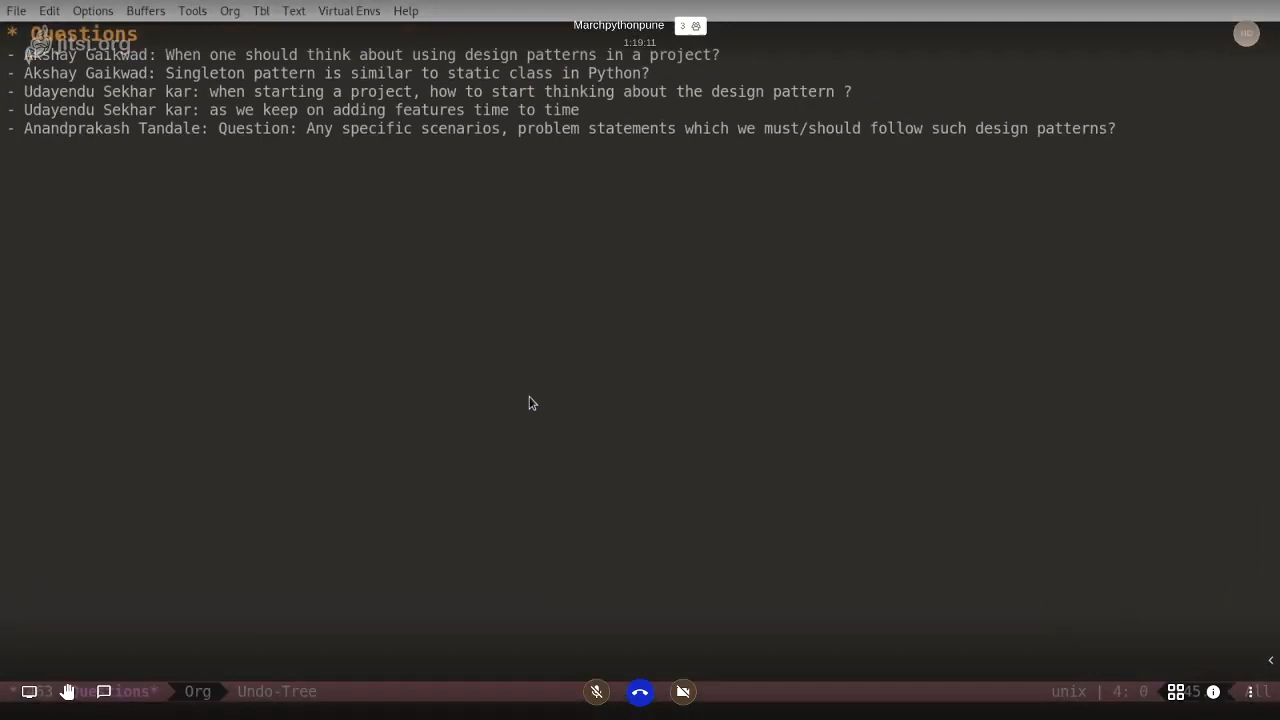 File Edit Options Buffers Tools Org Tbl Text Virtual Envs Help
Marchpythonpune 3
1:19:11
HD
* Questions
- Akshay Gaikwad: When one should think about using design patterns in a project?
- Akshay Gaikwad: Singleton pattern is similar to static class in Python?
- Udayendu Sekhar kar: when starting a project, how to start thinking about the design pattern ?
- Udayendu Sekhar kar: as we keep on adding features time to time
- Anandprakash Tandale: Question: Any specific scenarios, problem statements which we must/should follow such design patterns?
Org Undo-Tree unix | 4: 0 All